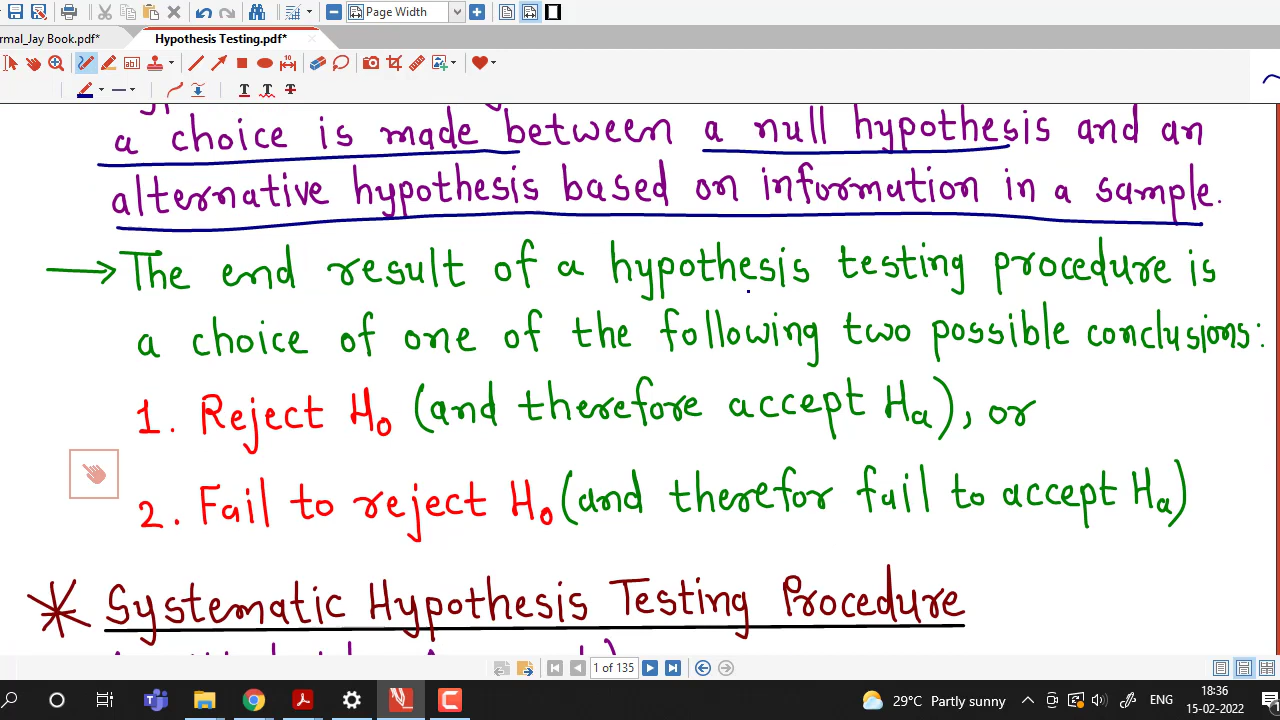 Page Width
rmal_Jay Book.pdf*
Hypothesis Testing.pdf*
a choice is made between a null hypothesis and an
alternative hypothesis based on information in a sample.
→ The end result of a hypothesis testing procedure is
a choice of one of the following two possible conclusions:
1. Reject H₀ (and therefore accept Hₐ), or
2. Fail to reject H₀ (and therefor fail to accept Hₐ)
* Systematic Hypothesis Testing Procedure
1 of 135
29°C Partly sunny
ENG
18:36
15-02-2022